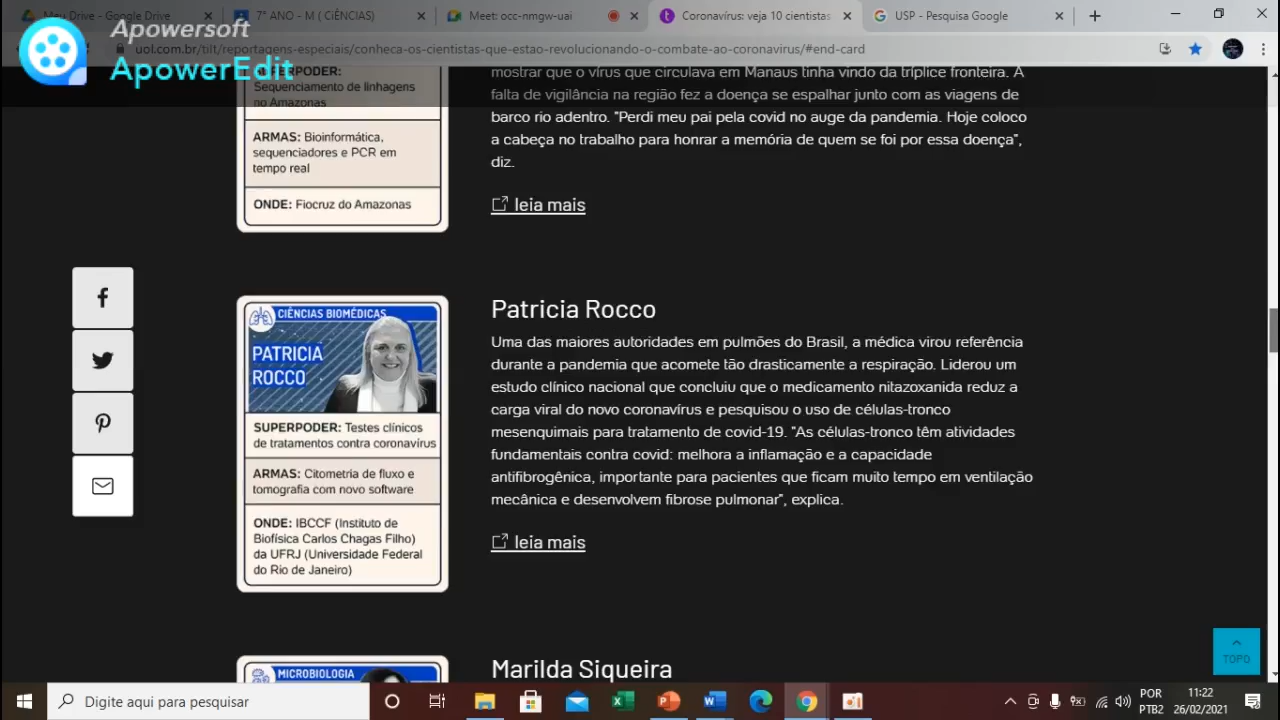 Meu Drive - Google Drive
7° ANO - M ( CIÊNCIAS)
Meet: occ-nmgw-uai
Coronavírus: veja 10 cientistas
USP - Pesquisa Google
Apowersoft
ApowerEdit
uol.com.br/tilt/reportagens-especiais/conheca-os-cientistas-que-estao-revolucionando-o-combate-ao-coronavirus/#end-card
SUPERPODER:
Sequenciamento de linhagens
no Amazonas
ARMAS: Bioinformática,
sequenciadores e PCR em
tempo real
ONDE: Fiocruz do Amazonas
mostrar que o vírus que circulava em Manaus tinha vindo da tríplice fronteira. A
falta de vigilância na região fez a doença se espalhar junto com as viagens de
barco rio adentro. "Perdi meu pai pela covid no auge da pandemia. Hoje coloco
a cabeça no trabalho para honrar a memória de quem se foi por essa doença",
diz.
leia mais
CIÊNCIAS BIOMÉDICAS
PATRICIA
ROCCO
SUPERPODER: Testes clínicos
de tratamentos contra coronavírus
ARMAS: Citometria de fluxo e
tomografia com novo software
ONDE: IBCCF (Instituto de
Biofísica Carlos Chagas Filho)
da UFRJ (Universidade Federal
do Rio de Janeiro)
Patricia Rocco
Uma das maiores autoridades em pulmões do Brasil, a médica virou referência
durante a pandemia que acomete tão drasticamente a respiração. Liderou um
estudo clínico nacional que concluiu que o medicamento nitazoxanida reduz a
carga viral do novo coronavírus e pesquisou o uso de células-tronco
mesenquimais para tratamento de covid-19. "As células-tronco têm atividades
fundamentais contra covid: melhora a inflamação e a capacidade
antifibrogênica, importante para pacientes que ficam muito tempo em ventilação
mecânica e desenvolvem fibrose pulmonar", explica.
leia mais
MICROBIOLOGIA
Marilda Siqueira
TOPO
Digite aqui para pesquisar
POR
PTB2
11:22
26/02/2021